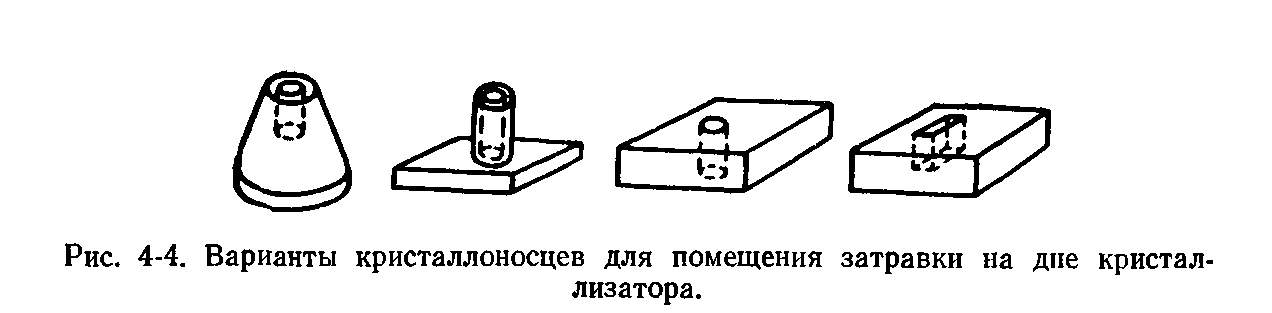 Рис. 4-4. Варианты кристаллоносцев для помещения затравки на дне кристал-
лизатора.